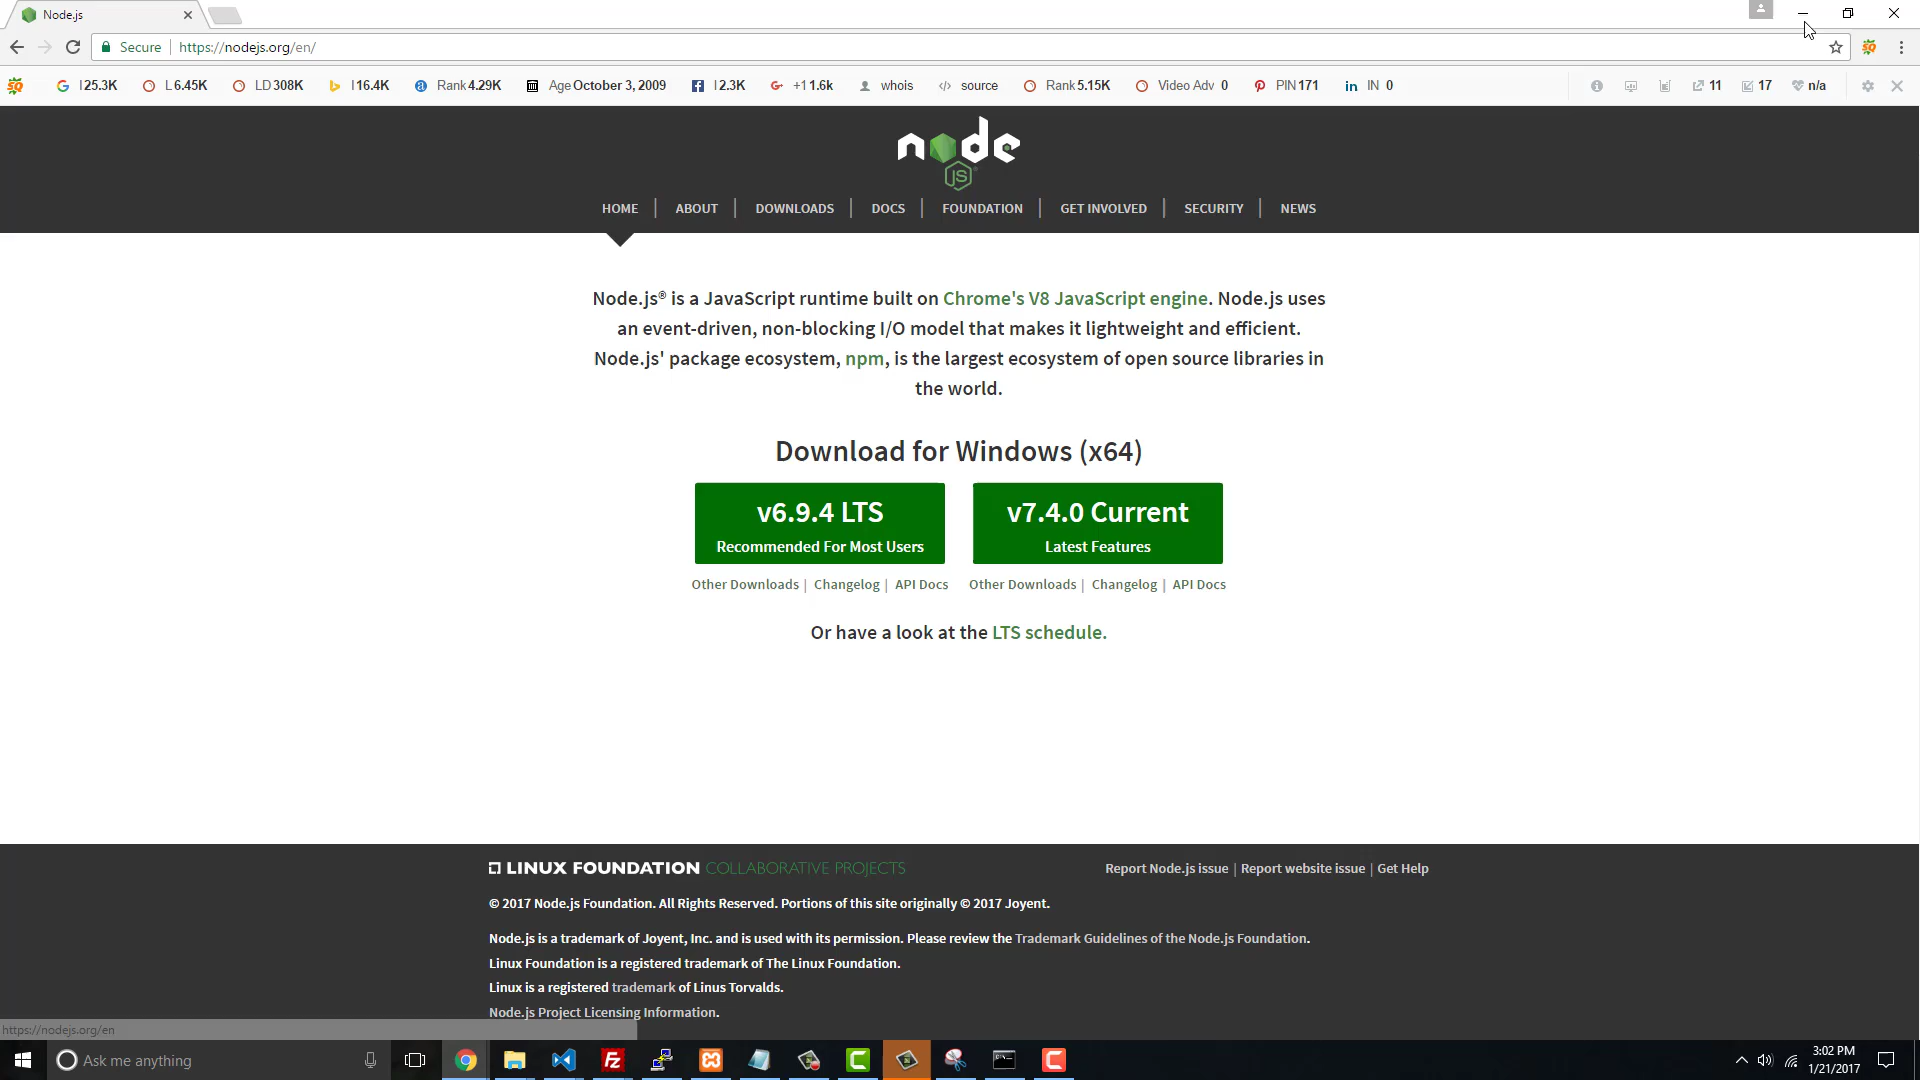 Node.js
Secure https://nodejs.org/en/
I 25.3K L 6.45K LD 308K I 16.4K Rank 4.29K Age October 3, 2009 I 2.3K +1 1.6k whois source Rank 5.15K Video Adv 0 PIN 171 IN 0 11 17 n/a
node
JS
HOME ABOUT DOWNLOADS DOCS FOUNDATION GET INVOLVED SECURITY NEWS
Node.js® is a JavaScript runtime built on Chrome's V8 JavaScript engine. Node.js uses
an event-driven, non-blocking I/O model that makes it lightweight and efficient.
Node.js' package ecosystem, npm, is the largest ecosystem of open source libraries in
the world.
Download for Windows (x64)
v6.9.4 LTS
Recommended For Most Users
v7.4.0 Current
Latest Features
Other Downloads | Changelog | API Docs Other Downloads | Changelog | API Docs
Or have a look at the LTS schedule.
LINUX FOUNDATION COLLABORATIVE PROJECTS
Report Node.js issue | Report website issue | Get Help
© 2017 Node.js Foundation. All Rights Reserved. Portions of this site originally © 2017 Joyent.
Node.js is a trademark of Joyent, Inc. and is used with its permission. Please review the Trademark Guidelines of the Node.js Foundation.
Linux Foundation is a registered trademark of The Linux Foundation.
Linux is a registered trademark of Linus Torvalds.
Node.js Project Licensing Information.
https://nodejs.org/en
Ask me anything
3:02 PM
1/21/2017